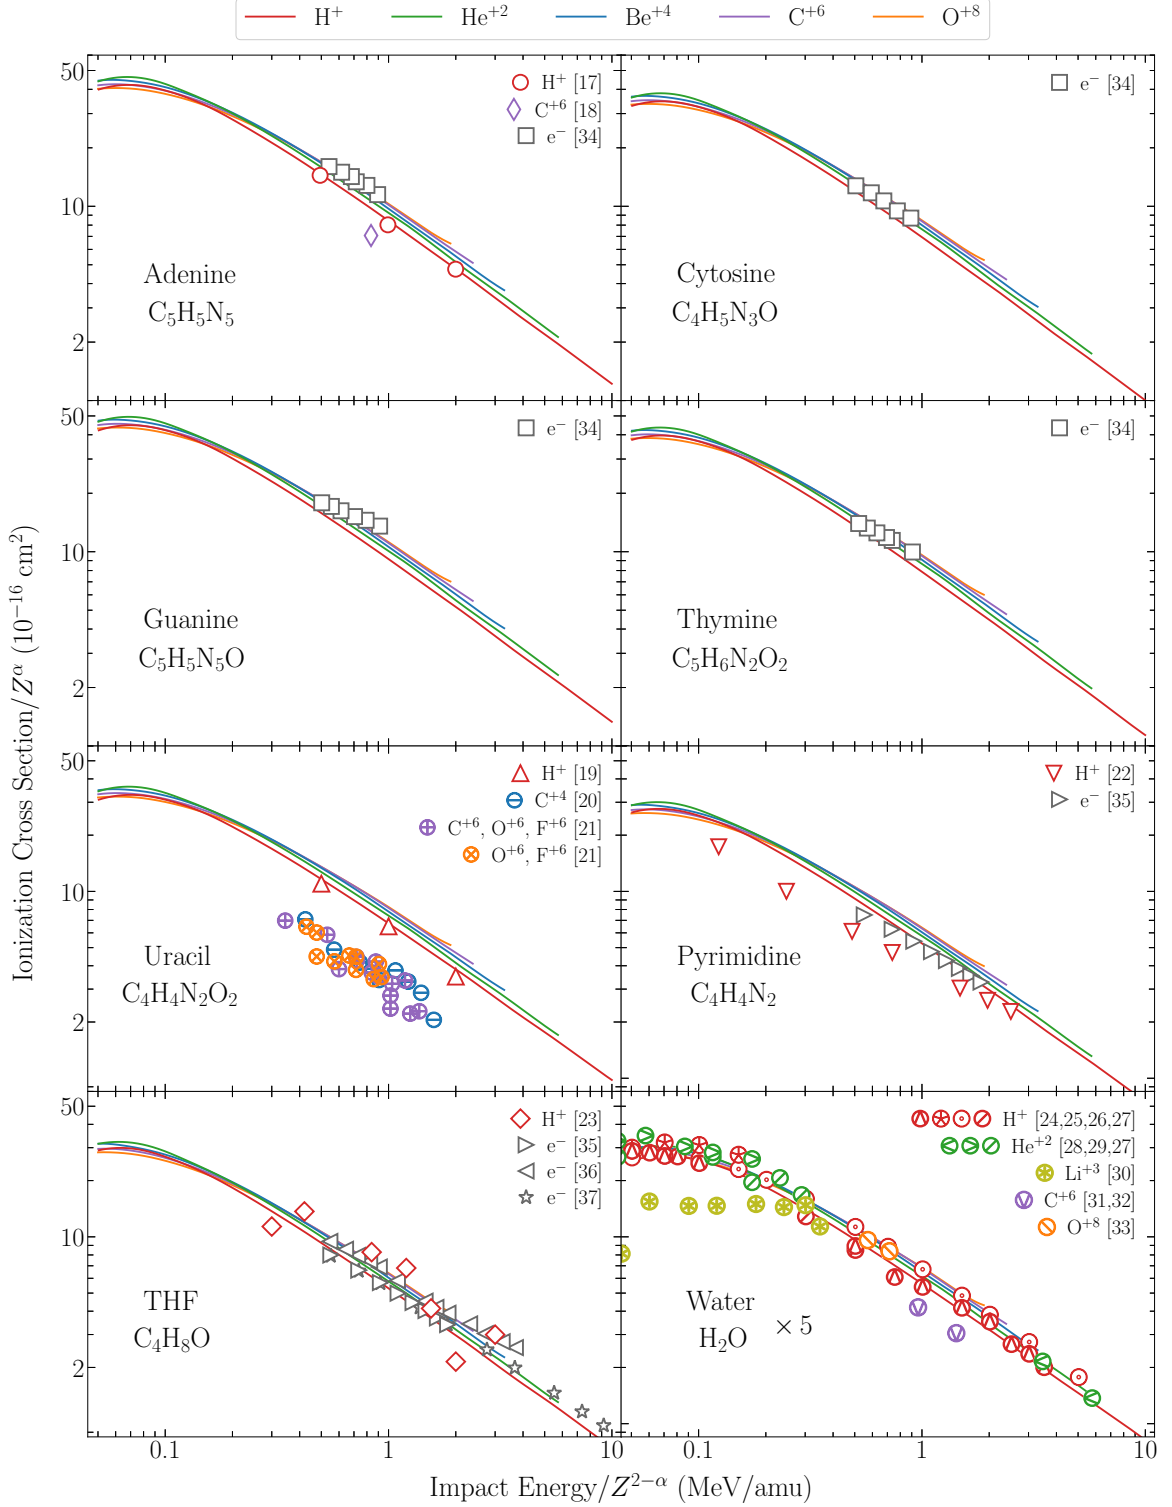 H⁺ He⁺² Be⁺⁴ C⁺⁶ O⁺⁸
50
10
2
H⁺ [17]
C⁺⁶ [18]
e⁻ [34]
Adenine
C₅H₅N₅
e⁻ [34]
Cytosine
C₄H₅N₃O
50
10
2
e⁻ [34]
Guanine
C₅H₅N₅O
e⁻ [34]
Thymine
C₅H₆N₂O₂
Ionization Cross Section/Z^α (10⁻¹⁶ cm²)
50
10
2
H⁺ [19]
C⁺⁴ [20]
C⁺⁶, O⁺⁶, F⁺⁶ [21]
O⁺⁶, F⁺⁶ [21]
Uracil
C₄H₄N₂O₂
H⁺ [22]
e⁻ [35]
Pyrimidine
C₄H₄N₂
50
10
2
H⁺ [23]
e⁻ [35]
e⁻ [36]
e⁻ [37]
THF
C₄H₈O
H⁺ [24,25,26,27]
He⁺² [28,29,27]
Li⁺³ [30]
C⁺⁶ [31,32]
O⁺⁸ [33]
Water
H₂O × 5
0.1 1 10 0.1 1 10
Impact Energy/Z²⁻^α (MeV/amu)